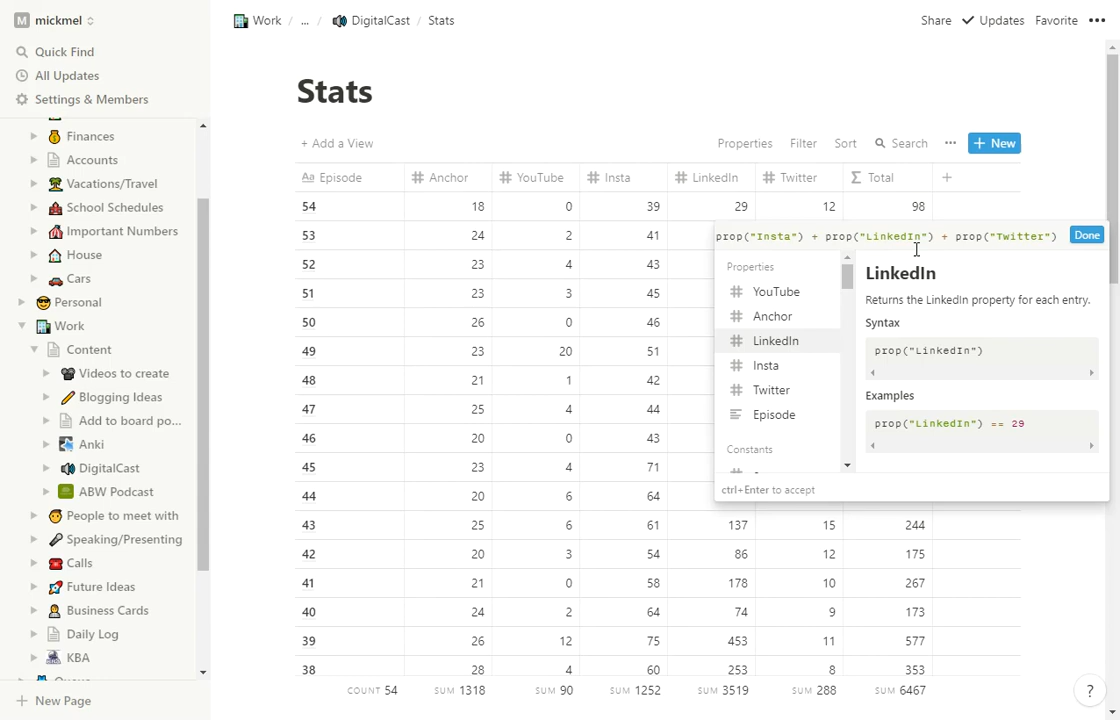 M mickmel
Quick Find
All Updates
Settings & Members
Finances
Accounts
Vacations/Travel
School Schedules
Important Numbers
House
Cars
Personal
Work
Content
Videos to create
Blogging Ideas
Add to board po...
Anki
DigitalCast
ABW Podcast
People to meet with
Speaking/Presenting
Calls
Future Ideas
Business Cards
Daily Log
KBA
+ New Page
Work / ... / DigitalCast / Stats
Share ✓ Updates Favorite •••
Stats
+ Add a View
Properties Filter Sort Search ••• + New
Aa Episode # Anchor # YouTube # Insta # LinkedIn # Twitter Σ Total +
54 18 0 39 29 12 98
53 24 2 41
52 23 4 43
51 23 3 45
50 26 0 46
49 23 20 51
48 21 1 42
47 25 4 44
46 20 0 43
45 23 4 71
44 20 6 64
43 25 6 61 137 15 244
42 20 3 54 86 12 175
41 21 0 58 178 10 267
40 24 2 64 74 9 173
39 26 12 75 453 11 577
38 28 4 60 253 8 353
COUNT 54 SUM 1318 SUM 90 SUM 1252 SUM 3519 SUM 288 SUM 6467
prop("Insta") + prop("LinkedIn") + prop("Twitter") Done
Properties
# YouTube
# Anchor
# LinkedIn
# Insta
# Twitter
Episode
Constants
LinkedIn
Returns the LinkedIn property for each entry.
Syntax
prop("LinkedIn")
Examples
prop("LinkedIn") == 29
ctrl+Enter to accept
?